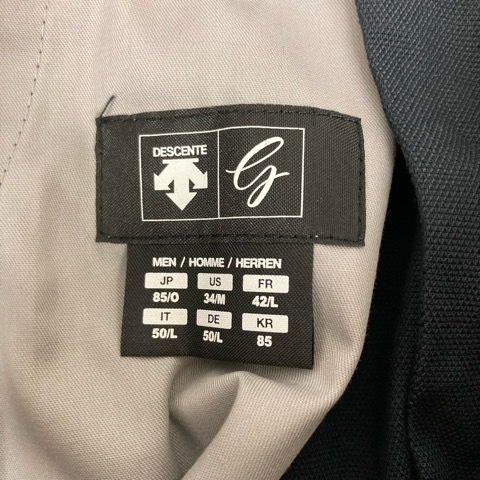 DESCENTE
G
MEN / HOMME / HERREN
JP US FR
85/O 34/M 42/L
IT DE KR
50/L 50/L 85